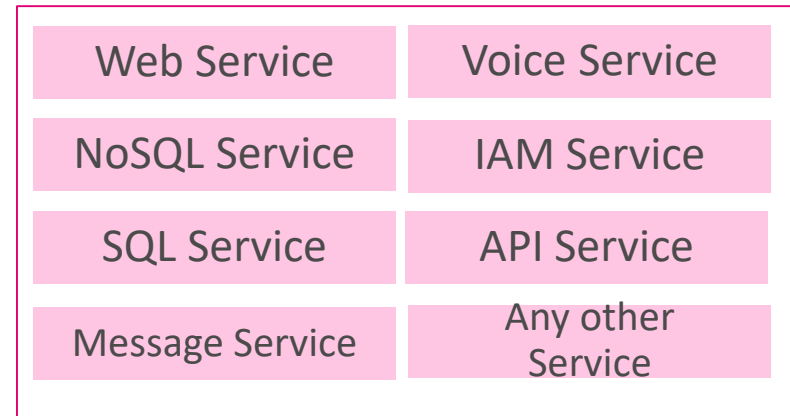 Web Service
Voice Service
NoSQL Service
IAM Service
SQL Service
API Service
Message Service
Any other
Service